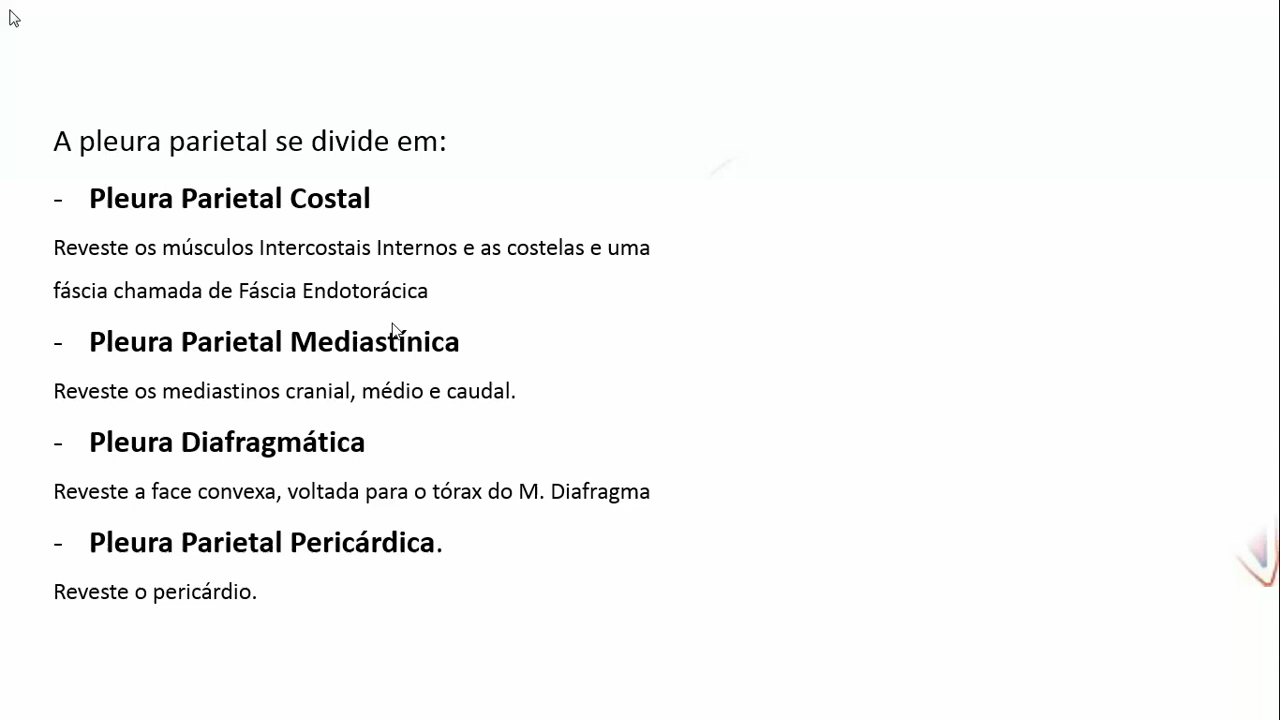 A pleura parietal se divide em:
- Pleura Parietal Costal
Reveste os músculos Intercostais Internos e as costelas e uma
fáscia chamada de Fáscia Endotorácica
- Pleura Parietal Mediastínica
Reveste os mediastinos cranial, médio e caudal.
- Pleura Diafragmática
Reveste a face convexa, voltada para o tórax do M. Diafragma
- Pleura Parietal Pericárdica.
Reveste o pericárdio.